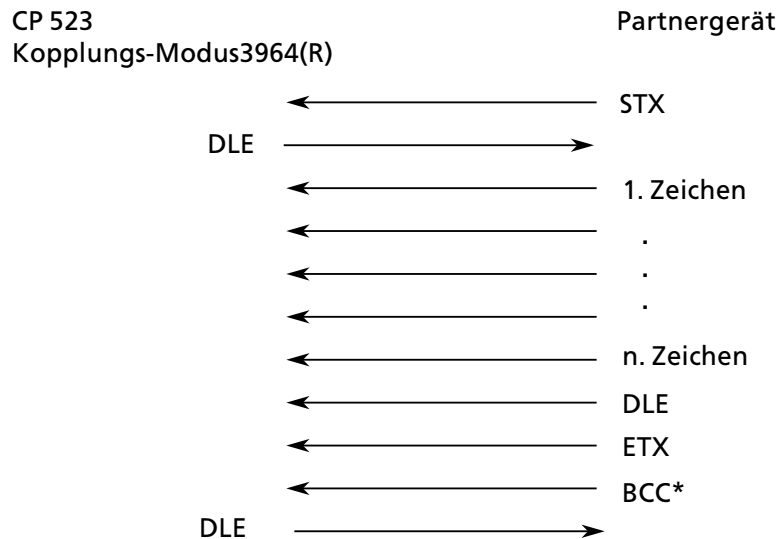 CP 523 Partnergerät
Kopplungs-Modus3964(R)
STX
DLE
1. Zeichen
.
.
.
n. Zeichen
DLE
ETX
BCC*
DLE